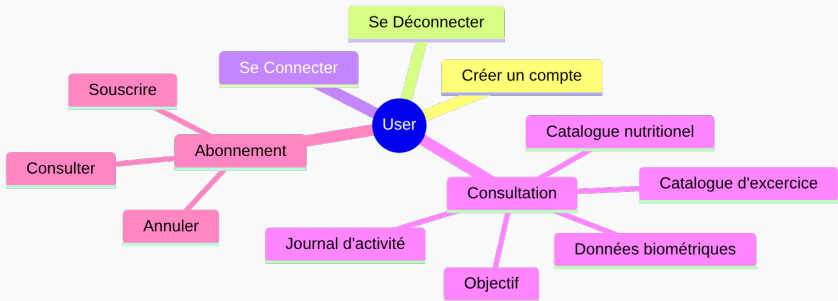 Se Déconnecter
Se Connecter
Créer un compte
Souscrire
User
Catalogue nutritionel
Abonnement
Consulter
Catalogue d'excercice
Consultation
Annuler
Journal d'activité
Données biométriques
Objectif